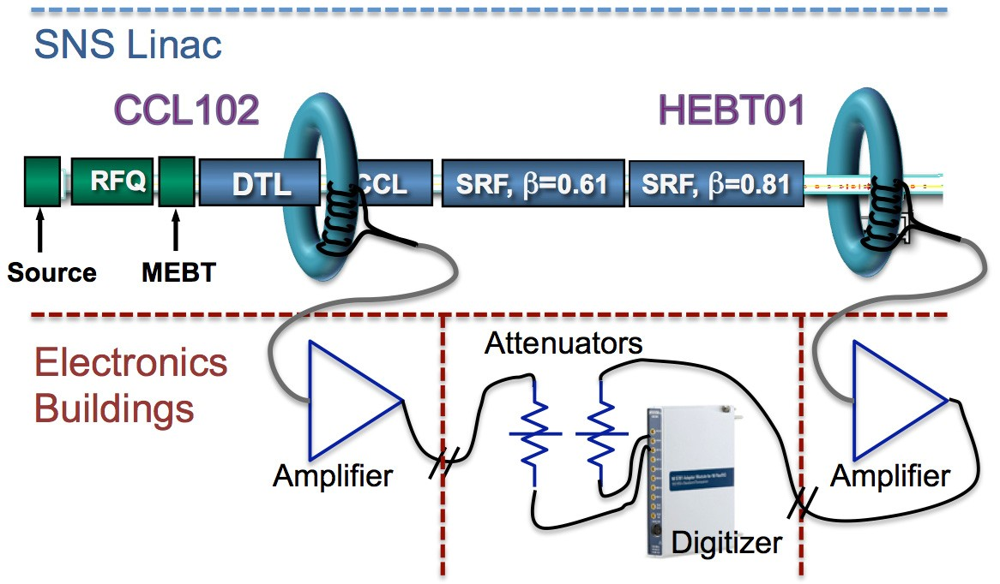 SNS Linac
CCL102
HEBT01
RFQ
DTL
CCL
SRF, β=0.61
SRF, β=0.81
Source
MEBT
Electronics
Buildings
Attenuators
Amplifier
Amplifier
Digitizer